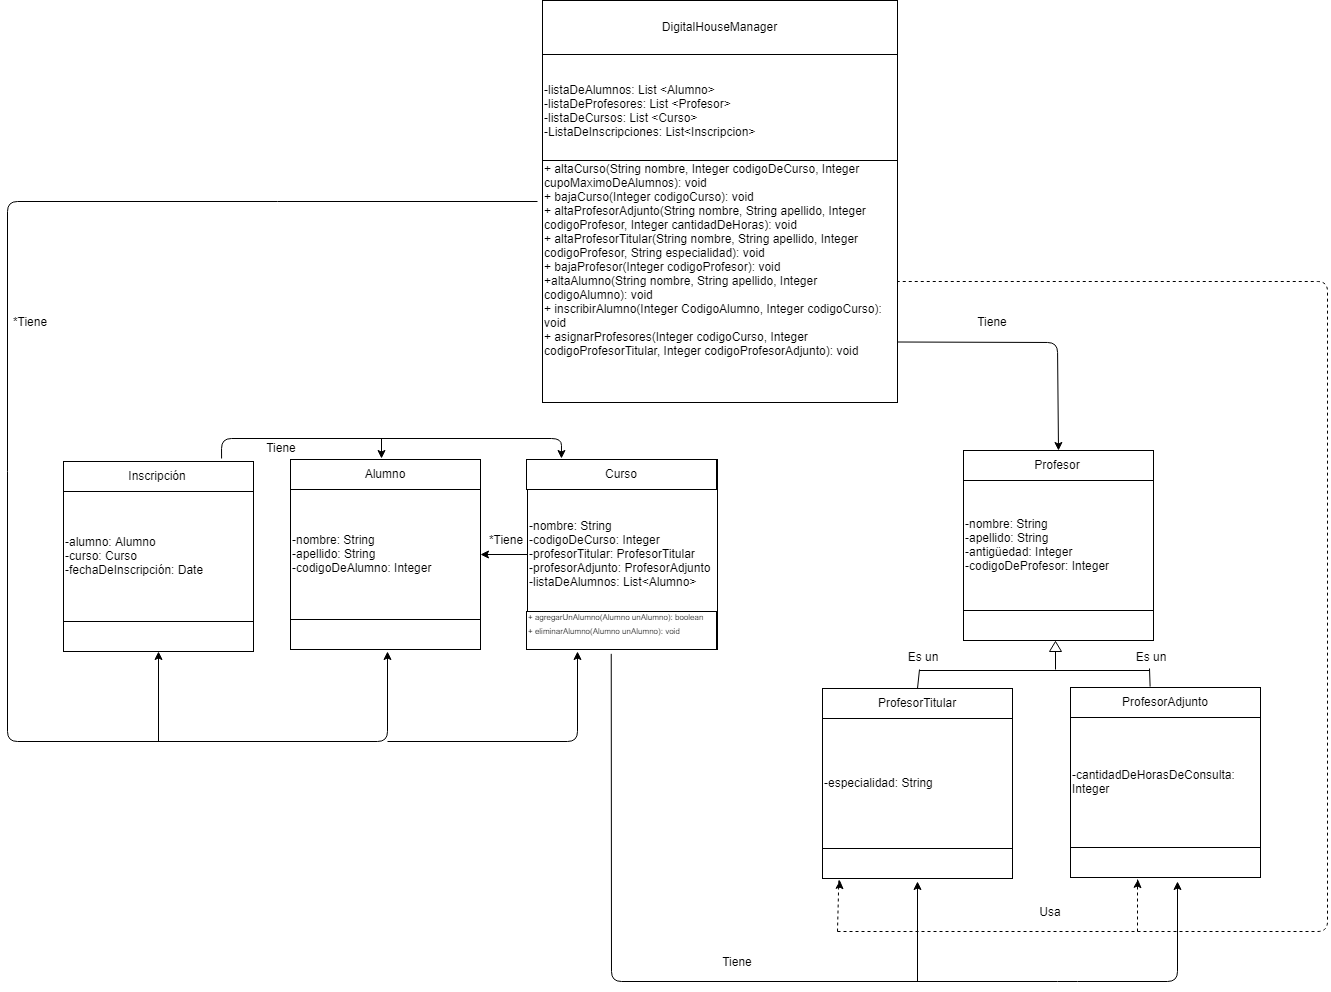 DigitalHouseManager
-listaDeAlumnos: List <Alumno>
-listaDeProfesores: List <Profesor>
-listaDeCursos: List <Curso>
-ListaDeInscripciones: List<Inscripcion>
+ altaCurso(String nombre, Integer codigoDeCurso, Integer
cupoMaximoDeAlumnos): void
+ bajaCurso(Integer codigoCurso): void
+ altaProfesorAdjunto(String nombre, String apellido, Integer
codigoProfesor, Integer cantidadDeHoras): void
+ altaProfesorTitular(String nombre, String apellido, Integer
codigoProfesor, String especialidad): void
+ bajaProfesor(Integer codigoProfesor): void
+altaAlumno(String nombre, String apellido, Integer
codigoAlumno): void
+ inscribirAlumno(Integer CodigoAlumno, Integer codigoCurso):
void
+ asignarProfesores(Integer codigoCurso, Integer
codigoProfesorTitular, Integer codigoProfesorAdjunto): void
*Tiene
Tiene
Tiene
Inscripción
-alumno: Alumno
-curso: Curso
-fechaDeInscripción: Date
Alumno
-nombre: String
-apellido: String
-codigoDeAlumno: Integer
*Tiene
Curso
-nombre: String
-codigoDeCurso: Integer
-profesorTitular: ProfesorTitular
-profesorAdjunto: ProfesorAdjunto
-listaDeAlumnos: List<Alumno>
+ agregarUnAlumno(Alumno unAlumno): boolean
+ eliminarAlumno(Alumno unAlumno): void
Profesor
-nombre: String
-apellido: String
-antigüedad: Integer
-codigoDeProfesor: Integer
Es un
Es un
ProfesorTitular
-especialidad: String
ProfesorAdjunto
-cantidadDeHorasDeConsulta:
Integer
Usa
Tiene